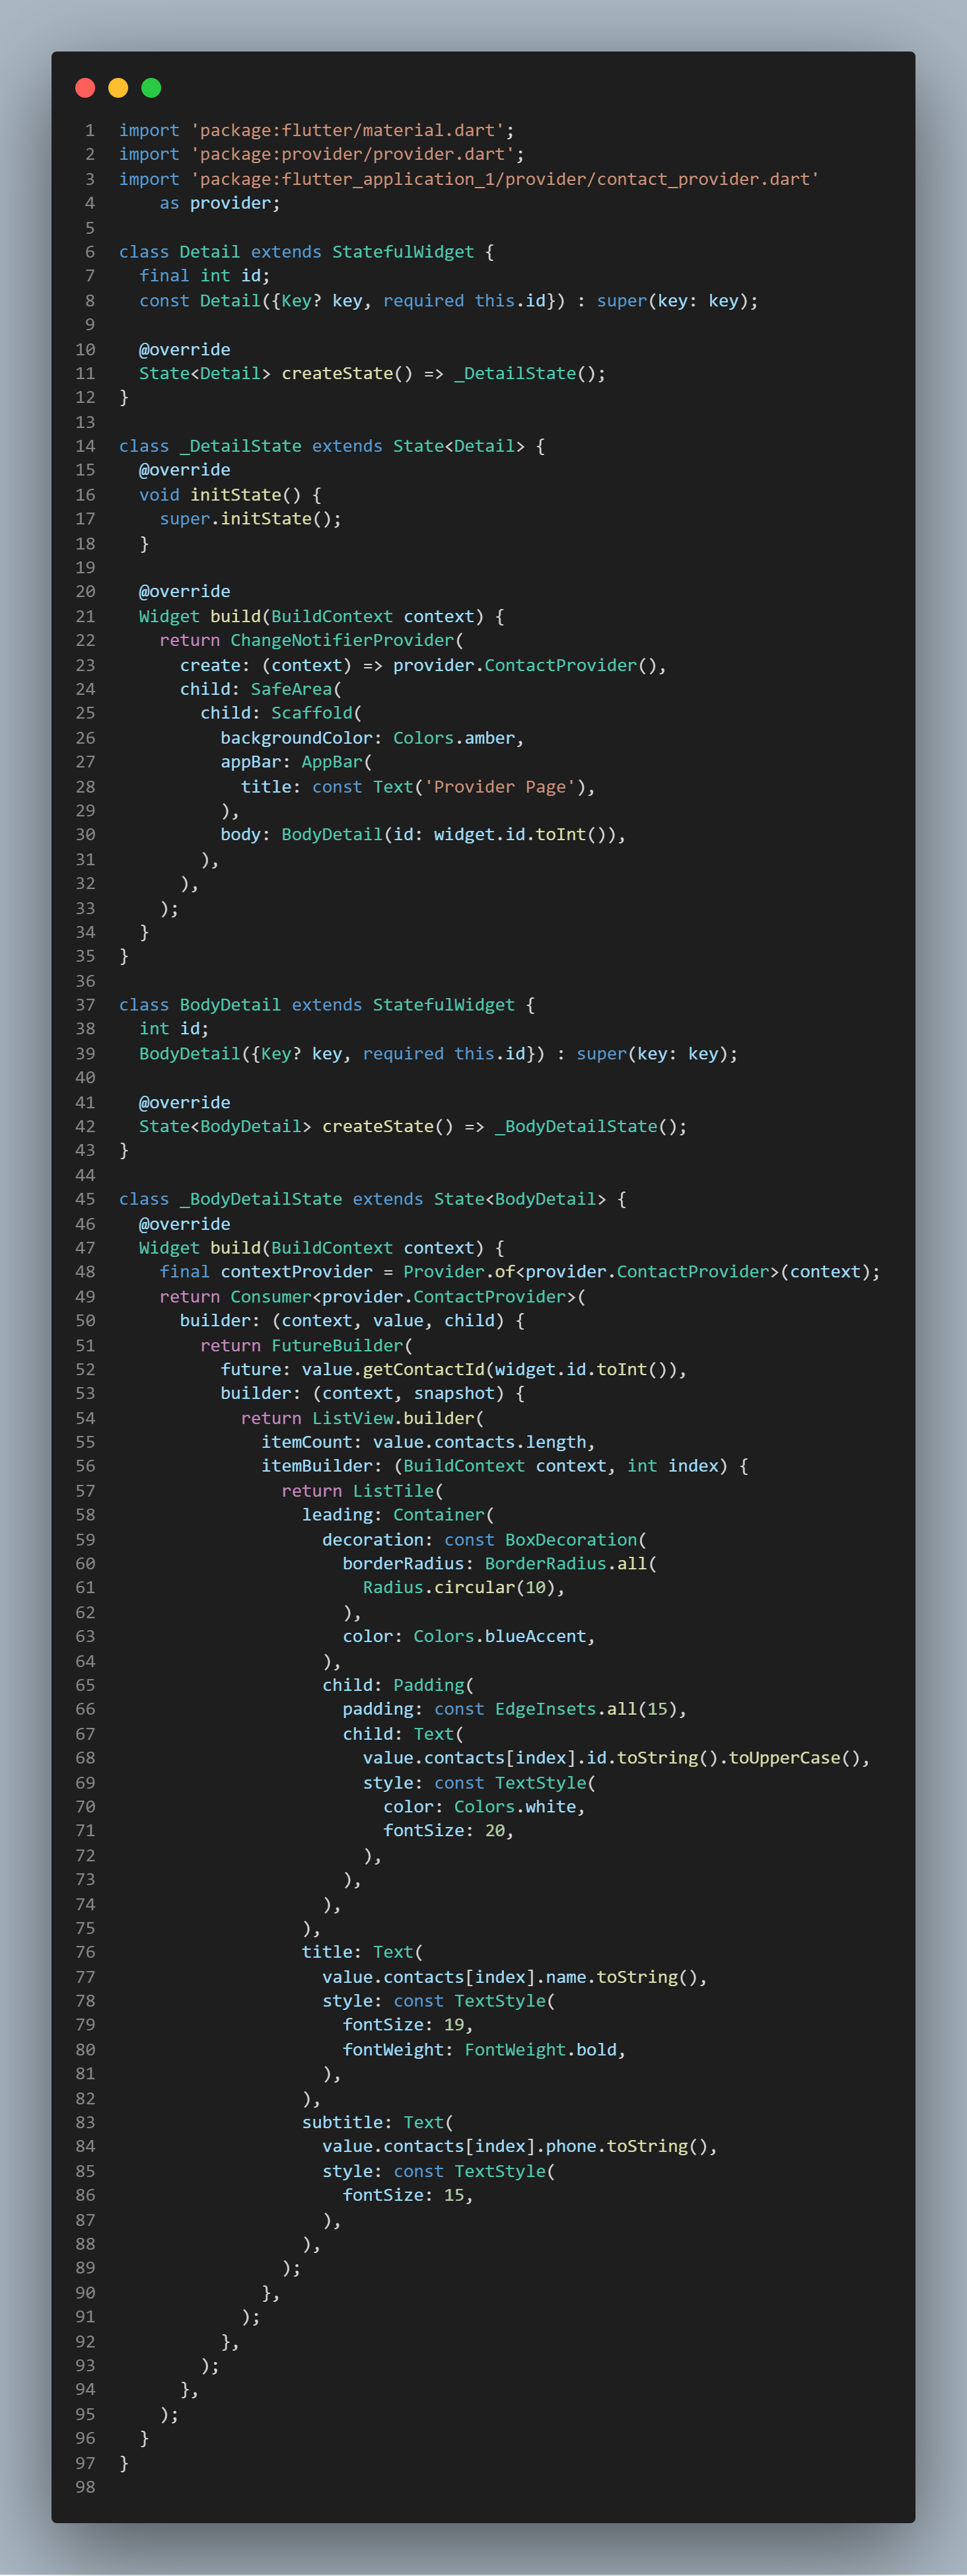 1 import 'package:flutter/material.dart';
2 import 'package:provider/provider.dart';
3 import 'package:flutter_application_1/provider/contact_provider.dart'
4     as provider;
5
6 class Detail extends StatefulWidget {
7   final int id;
8   const Detail({Key? key, required this.id}) : super(key: key);
9
10   @override
11   State<Detail> createState() => _DetailState();
12 }
13
14 class _DetailState extends State<Detail> {
15   @override
16   void initState() {
17     super.initState();
18   }
19
20   @override
21   Widget build(BuildContext context) {
22     return ChangeNotifierProvider(
23       create: (context) => provider.ContactProvider(),
24       child: SafeArea(
25         child: Scaffold(
26           backgroundColor: Colors.amber,
27           appBar: AppBar(
28             title: const Text('Provider Page'),
29           ),
30           body: BodyDetail(id: widget.id.toInt()),
31         ),
32       ),
33     );
34   }
35 }
36
37 class BodyDetail extends StatefulWidget {
38   int id;
39   BodyDetail({Key? key, required this.id}) : super(key: key);
40
41   @override
42   State<BodyDetail> createState() => _BodyDetailState();
43 }
44
45 class _BodyDetailState extends State<BodyDetail> {
46   @override
47   Widget build(BuildContext context) {
48     final contextProvider = Provider.of<provider.ContactProvider>(context);
49     return Consumer<provider.ContactProvider>(
50       builder: (context, value, child) {
51         return FutureBuilder(
52           future: value.getContactId(widget.id.toInt()),
53           builder: (context, snapshot) {
54             return ListView.builder(
55               itemCount: value.contacts.length,
56               itemBuilder: (BuildContext context, int index) {
57                 return ListTile(
58                   leading: Container(
59                     decoration: const BoxDecoration(
60                       borderRadius: BorderRadius.all(
61                         Radius.circular(10),
62                       ),
63                       color: Colors.blueAccent,
64                     ),
65                     child: Padding(
66                       padding: const EdgeInsets.all(15),
67                       child: Text(
68                         value.contacts[index].id.toString().toUpperCase(),
69                         style: const TextStyle(
70                           color: Colors.white,
71                           fontSize: 20,
72                         ),
73                       ),
74                     ),
75                   ),
76                   title: Text(
77                     value.contacts[index].name.toString(),
78                     style: const TextStyle(
79                       fontSize: 19,
80                       fontWeight: FontWeight.bold,
81                     ),
82                   ),
83                   subtitle: Text(
84                     value.contacts[index].phone.toString(),
85                     style: const TextStyle(
86                       fontSize: 15,
87                     ),
88                   ),
89                 );
90               },
91             );
92           },
93         );
94       },
95     );
96   }
97 }
98